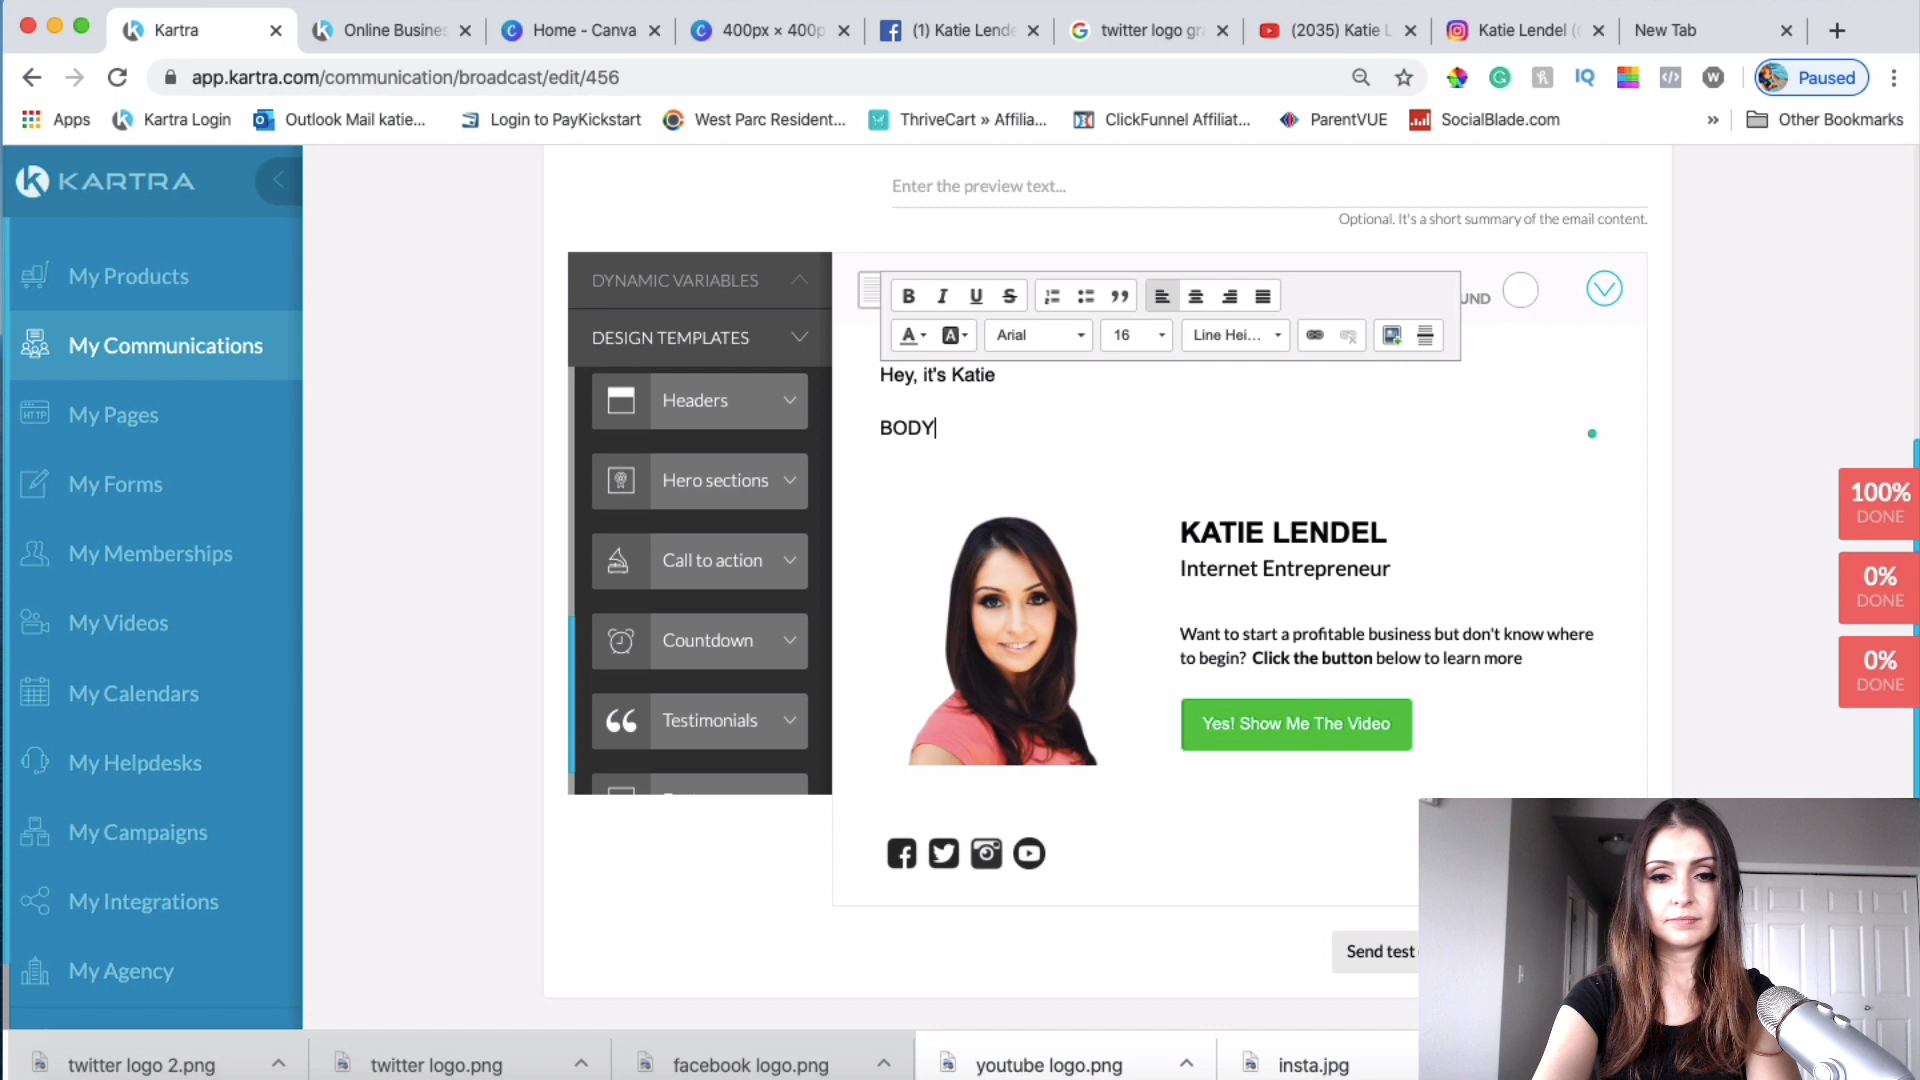 Kartra
Online Busine
Home - Canva
400px × 400p
(1) Katie Lend
twitter logo gr
(2035) Katie L
Katie Lendel (
New Tab
app.kartra.com/communication/broadcast/edit/456
Paused
Apps
Kartra Login
Outlook Mail katie...
Login to PayKickstart
West Parc Resident...
ThriveCart » Affilia...
ClickFunnel Affiliat...
ParentVUE
SocialBlade.com
»
Other Bookmarks
KARTRA
My Products
My Communications
My Pages
My Forms
My Memberships
My Videos
My Calendars
My Helpdesks
My Campaigns
My Integrations
My Agency
Enter the preview text...
Optional. It's a short summary of the email content.
DYNAMIC VARIABLES
DESIGN TEMPLATES
Headers
Hero sections
Call to action
Countdown
Testimonials
B I U S
UND
A A Arial 16 Line Hei...
Hey, it's Katie
BODY
KATIE LENDEL
Internet Entrepreneur
Want to start a profitable business but don't know where
to begin? Click the button below to learn more
Yes! Show Me The Video
100%
DONE
0%
DONE
0%
DONE
Send test
twitter logo 2.png
twitter logo.png
facebook logo.png
youtube logo.png
insta.jpg